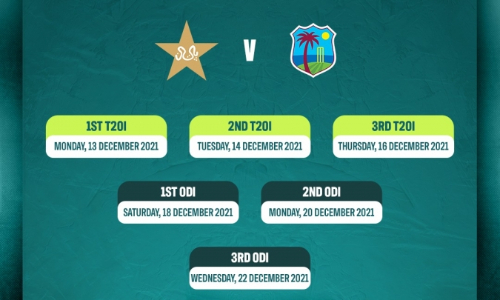 V
1ST T20I
MONDAY, 13 DECEMBER 2021
2ND T20I
TUESDAY, 14 DECEMBER 2021
3RD T20I
THURSDAY, 16 DECEMBER 2021
1ST ODI
SATURDAY, 18 DECEMBER 2021
2ND ODI
MONDAY, 20 DECEMBER 2021
3RD ODI
WEDNESDAY, 22 DECEMBER 2021